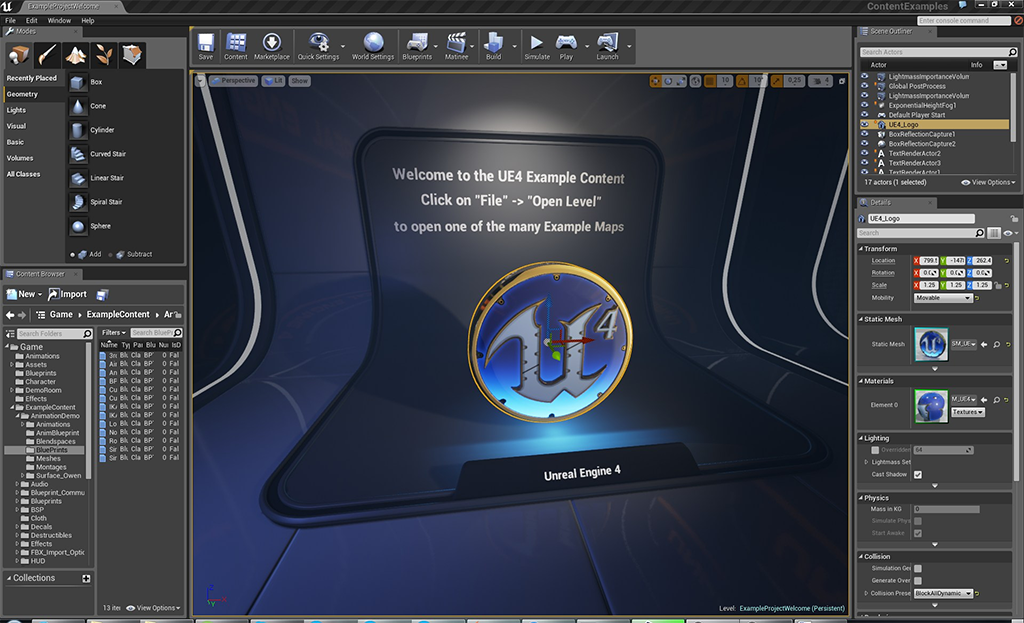 ExampleProjectWelcome
ContentExamples
File Edit Window Help
Enter console command
Modes
Recently Placed
Geometry
Lights
Visual
Basic
Volumes
All Classes
Box
Cone
Cylinder
Curved Stair
Linear Stair
Spiral Stair
Sphere
Add Subtract
Content Browser
New Import
Game ExampleContent Ar
Search Folders
Filters Search BlueP
Name Ty Pa Blu Nu IsD
Game
Animations
Assets
Blueprints
Character
DemoRoom
Effects
ExampleContent
AnimationDemo
Animations
AnimBlueprint
Blendspaces
BluePrints
Meshes
Montages
Surface_Owen
Audio
Blueprint_Commu
Blueprints
BSP
Cloth
Decals
Destructibles
Effects
FBX_Import_Optic
HUD
Collections
13 iter View Options
Save Content Marketplace Quick Settings World Settings Blueprints Matinee Build Simulate Play Launch
Perspective Lit Show
10 10° 0.25 4
Welcome to the UE4 Example Content
Click on "File" -> "Open Level"
to open one of the many Example Maps
4
Unreal Engine 4
Level: ExampleProjectWelcome (Persistent)
Scene Outliner
Search Actors
Actor Info
LightmassImportanceVolum
Global PostProcess
LightmassImportanceVolum
ExponentialHeightFog1
Default Player Start
UE4_Logo
BoxReflectionCapture1
BoxReflectionCapture2
TextRenderActor2
TextRenderActor3
TextRenderActor1
17 actors (1 selected) View Options
Details
UE4_Logo
Search
Transform
Location X 799.5 Y -147 Z 262.4
Rotation X 0.0 Y 0.0 Z 0.0
Scale X 1.25 Y 1.25 Z 1.25
Mobility Movable
Static Mesh
Static Mesh SM_UE
Materials
Element 0 M_UE4
Textures
Lighting
Overridden 64
Lightmass Set
Cast Shadow
Physics
Mass in KG 0
Simulate Phys
Start Awake
Collision
Simulation Ge
Generate Over
Collision Prese BlockAllDynamic